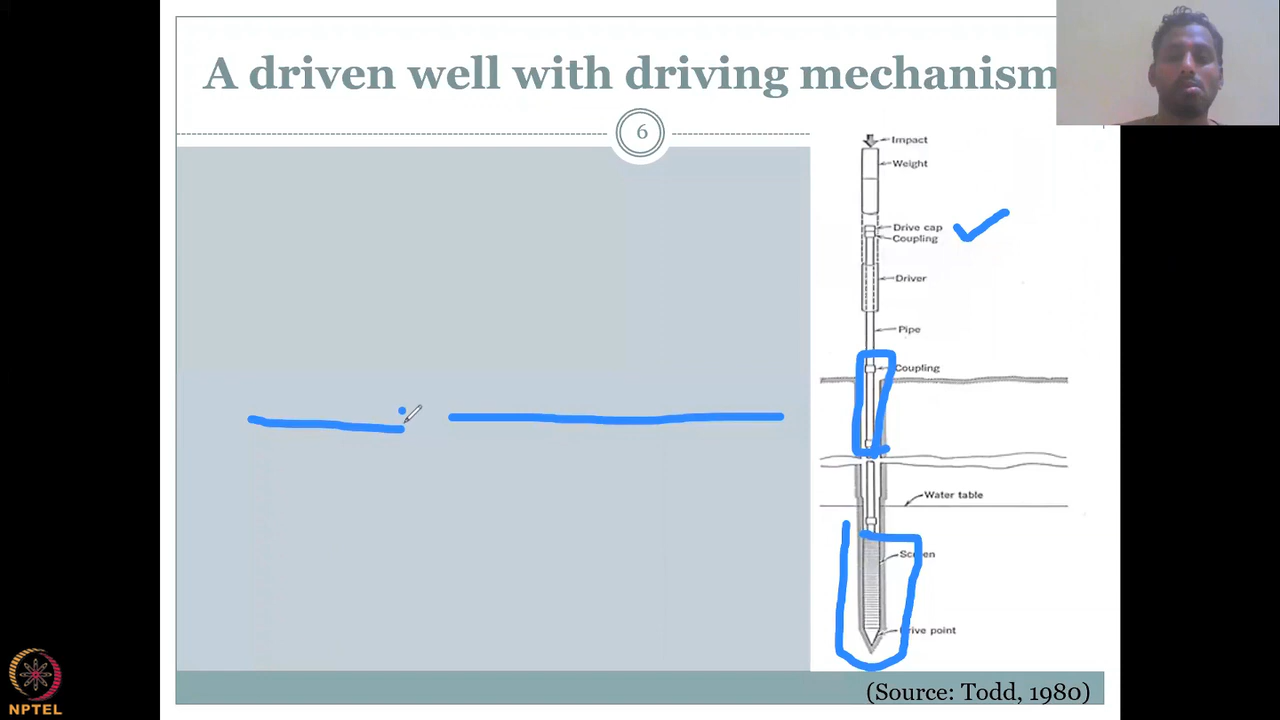 A driven well with driving mechanism
6
Impact
Weight
Drive cap
Coupling
Driver
Pipe
Coupling
Water table
Screen
Drive point
(Source: Todd, 1980)
NPTEL